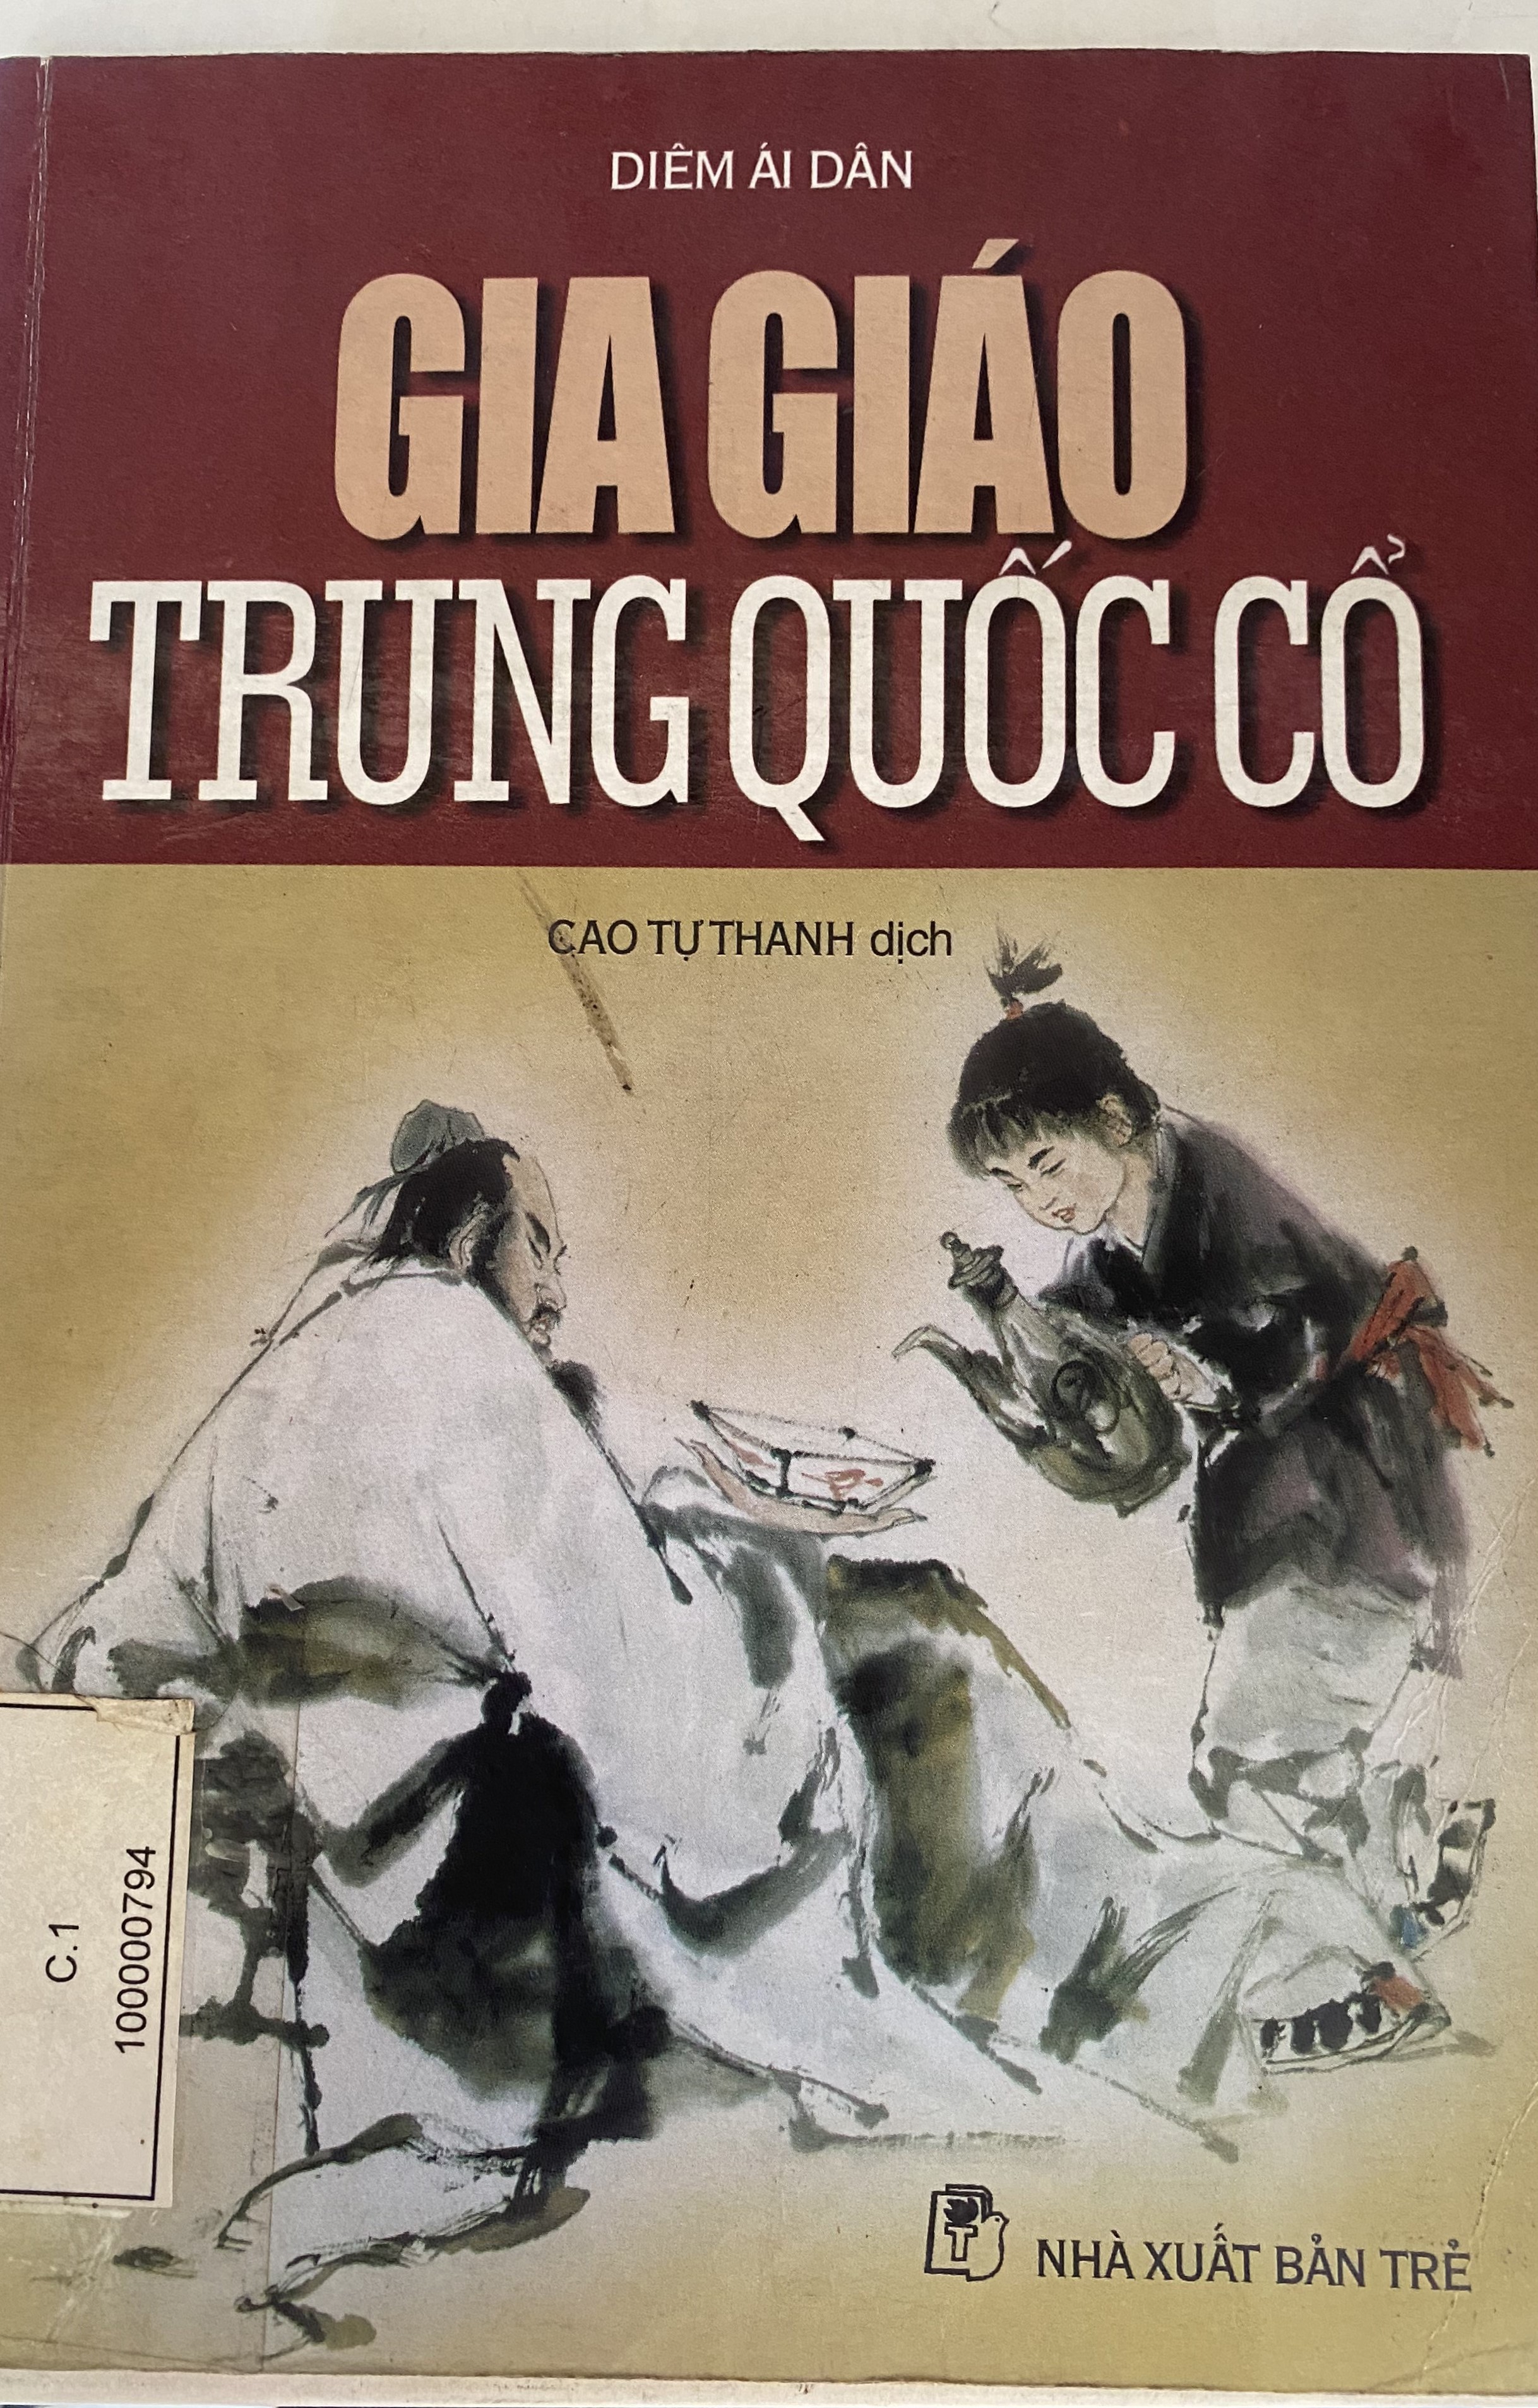 DIÊM ÁI DÂN
GIA GIÁO
TRUNG QUỐC CỔ
CAO TỰ THANH dịch
C.1
100000794
T
NHÀ XUẤT BẢN TRẺ